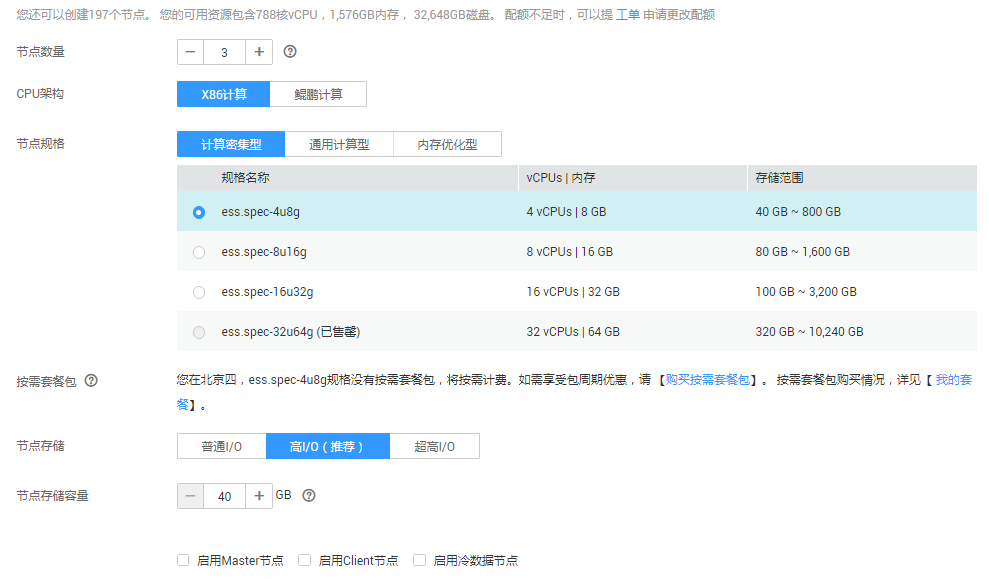 您还可以创建197个节点。 您的可用资源包含788核vCPU，1,576GB内存， 32,648GB磁盘。 配额不足时，可以提 工单 申请更改配额
节点数量 − 3 + ?
CPU架构 X86计算 鲲鹏计算
节点规格 计算密集型 通用计算型 内存优化型
规格名称 vCPUs | 内存 存储范围
ess.spec-4u8g 4 vCPUs | 8 GB 40 GB ~ 800 GB
ess.spec-8u16g 8 vCPUs | 16 GB 80 GB ~ 1,600 GB
ess.spec-16u32g 16 vCPUs | 32 GB 100 GB ~ 3,200 GB
ess.spec-32u64g (已售罄) 32 vCPUs | 64 GB 320 GB ~ 10,240 GB
按需套餐包 ? 您在北京四，ess.spec-4u8g规格没有按需套餐包，将按需计费。如需享受包周期优惠，请 【购买按需套餐包】。 按需套餐包购买情况，详见【 我的套
餐】。
节点存储 普通I/O 高I/O（推荐） 超高I/O
节点存储容量 − 40 + GB ?
启用Master节点 启用Client节点 启用冷数据节点